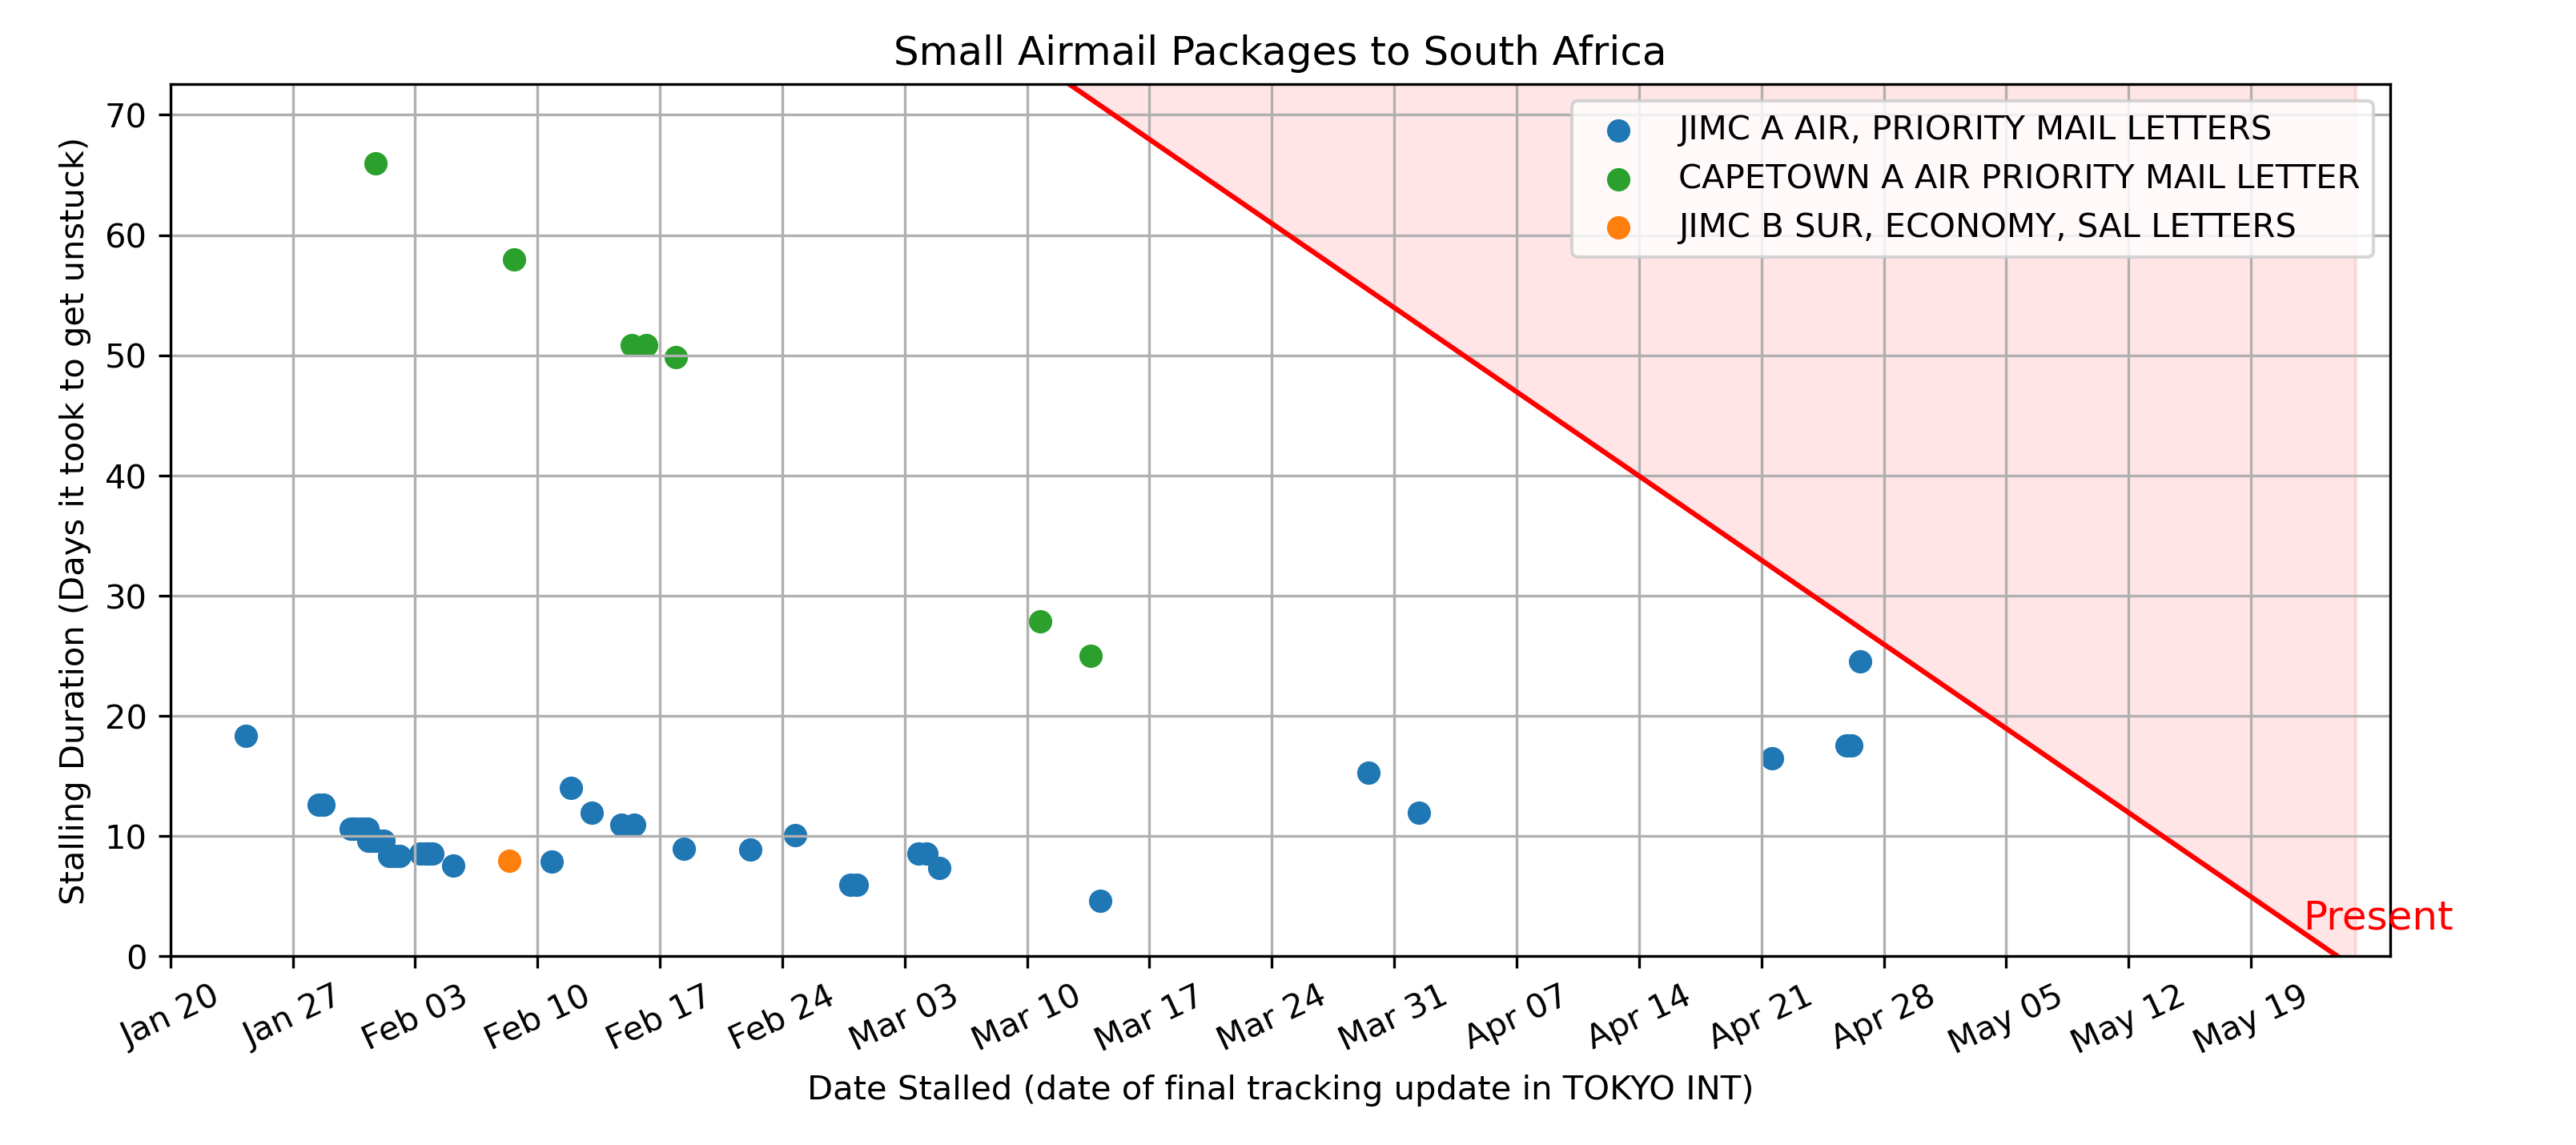 Small Airmail Packages to South Africa
JIMC A AIR, PRIORITY MAIL LETTERS
CAPETOWN A AIR PRIORITY MAIL LETTER
JIMC B SUR, ECONOMY, SAL LETTERS
Stalling Duration (Days it took to get unstuck)
70
60
50
40
30
20
10
0
Present
Jan 20
Jan 27
Feb 03
Feb 10
Feb 17
Feb 24
Mar 03
Mar 10
Mar 17
Mar 24
Mar 31
Apr 07
Apr 14
Apr 21
Apr 28
May 05
May 12
May 19
Date Stalled (date of final tracking update in TOKYO INT)